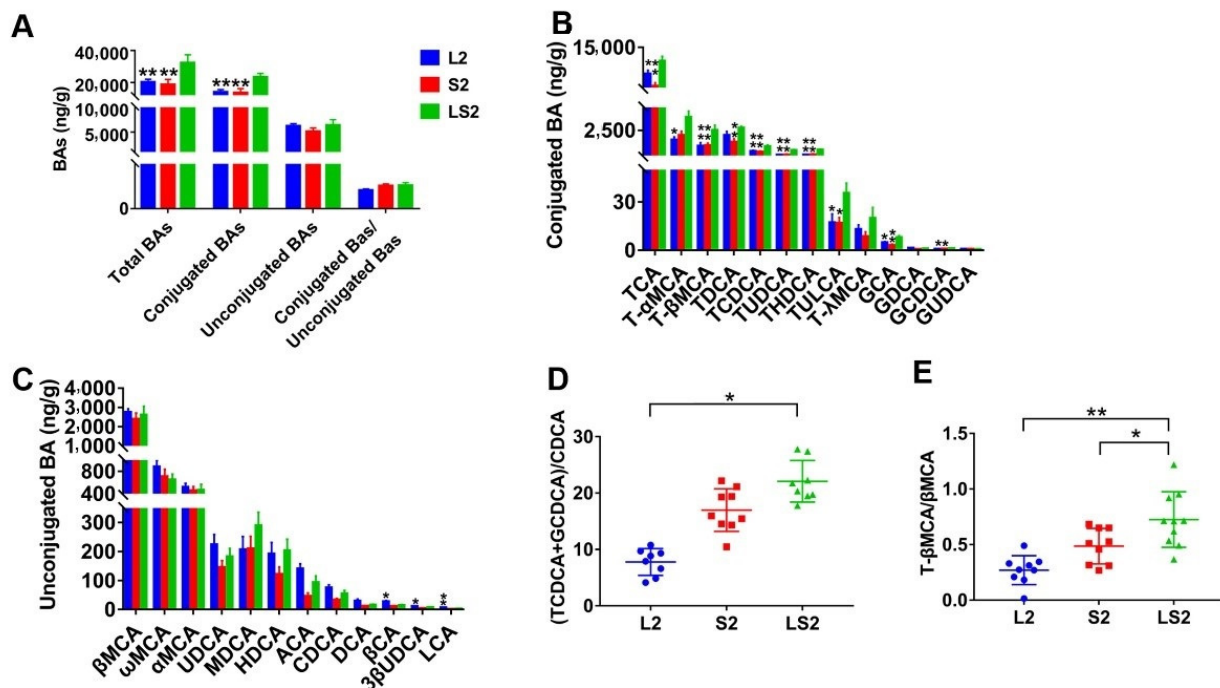 A
BAs (ng/g)
40,000
20,000
10,000
5,000
0
** ** ** **
L2
S2
LS2
Total BAs
Conjugated BAs
Unconjugated BAs
Conjugated Bas/
Unconjugated Bas
B
Conjugated BA (ng/g)
15,000
2,500
30
0
TCA
T-αMCA
T-βMCA
TDCA
TCDCA
TUDCA
THDCA
TULCA
T-λMCA
GCA
GDCA
GCDCA
GUDCA
C
Unconjugated BA (ng/g)
4,000
3,000
2,000
1,000
800
400
300
200
100
0
βMCA
ωMCA
αMCA
UDCA
MDCA
HDCA
ACA
CDCA
DCA
βCA
3βUDCA
LCA
D
(TCDCA+GCDCA)/CDCA
30
20
10
0
*
L2 S2 LS2
E
T-βMCA/βMCA
1.5
1.0
0.5
0.0
**
*
L2 S2 LS2